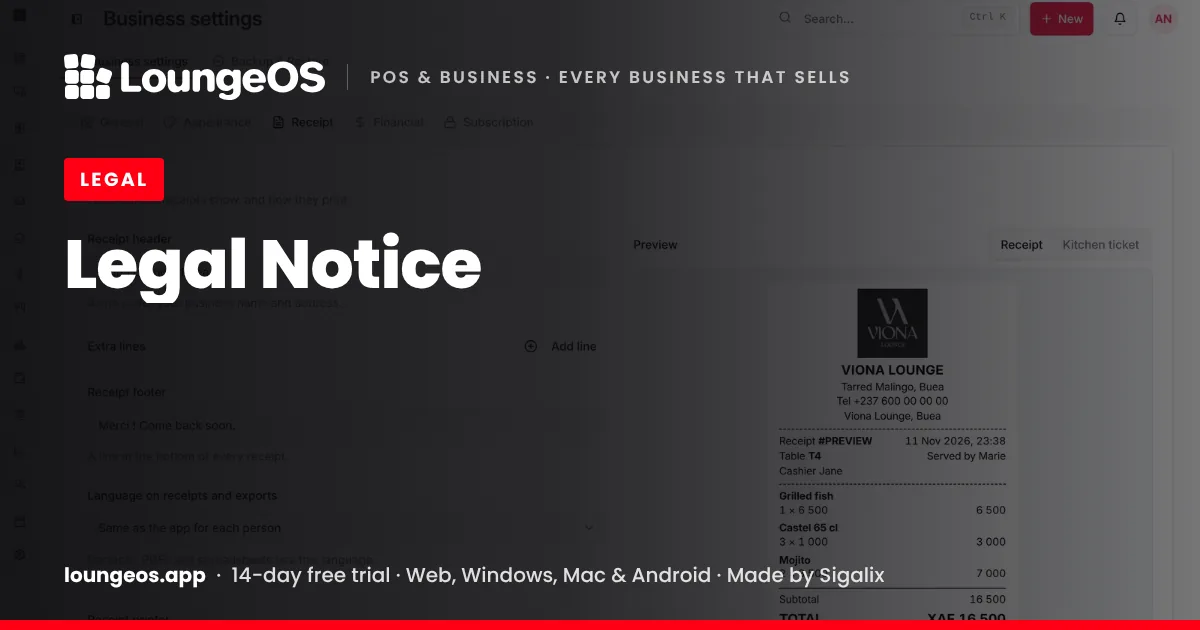 Business settings
Search...
Ctrl K
New
AN
LoungeOS
POS & BUSINESS · EVERY BUSINESS THAT SELLS
General
Appearance
Receipt
Financial
Subscription
LEGAL
Receipt header
Legal Notice
Preview
Receipt
Kitchen ticket
Extra lines
Add line
Receipt footer
Merci ! Come back soon.
A line at the bottom of every receipt.
Language on receipts and exports
Same as the app for each person
VIONA
LOUNGE
VIONA LOUNGE
Tarred Malingo, Buea
Tel +237 600 00 00 00
Viona Lounge, Buea
Receipt #PREVIEW 11 Nov 2026, 23:38
Table T4 Served by Marie
Cashier Jane
Grilled fish
1 × 6 500 6 500
Castel 65 cl
3 × 1 000 3 000
Mojito
7 000
Subtotal 16 500
TOTAL XAF 16 500
loungeos.app · 14-day free trial · Web, Windows, Mac & Android · Made by Sigalix